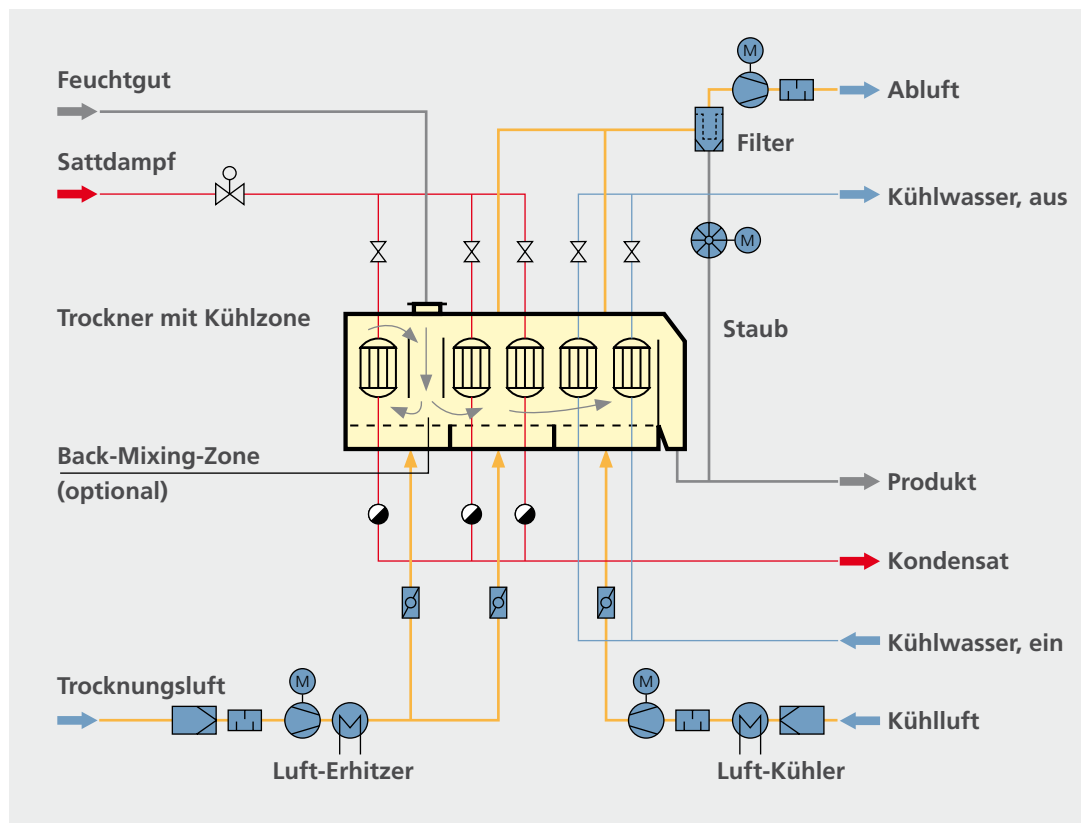 Feuchtgut
M
Abluft
Filter
Sattdampf
Kühlwasser, aus
M
Trockner mit Kühlzone
Staub
Back-Mixing-Zone
(optional)
Produkt
Kondensat
Kühlwasser, ein
Trocknungsluft
M
M
Kühlluft
Luft-Erhitzer
Luft-Kühler